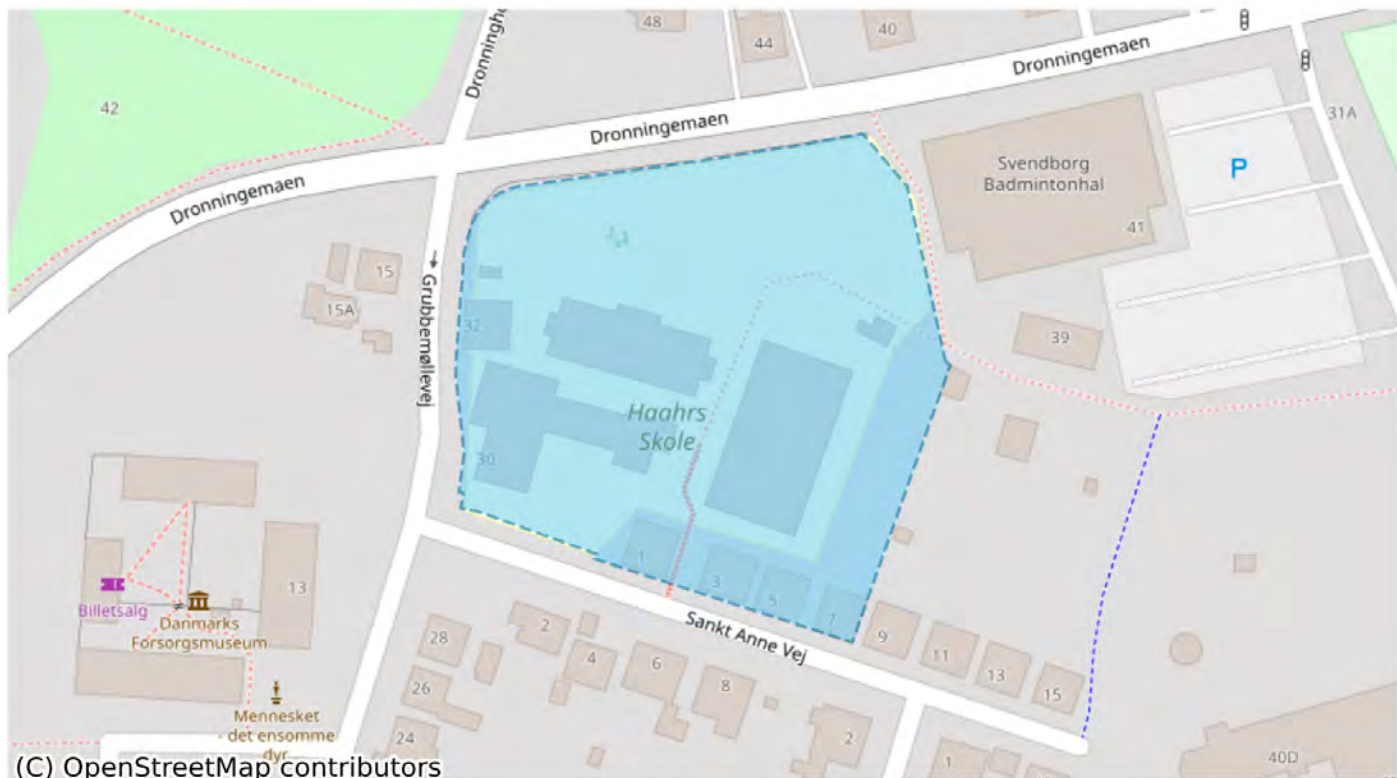 48
44
40
Dronningho
Dronningemaen
42
Dronningemaen
31A
Svendborg
Badmintonhal
P
Dronningemaen
41
15
15A
Grubbemøllevej
32
39
Haahrs
Skole
30
1
3
5
7
13
Billetsalg
Danmarks
Forsorgsmuseum
Sankt Anne Vej
9
11
13
15
28
2
4
6
8
26
Mennesket
det ensomme
dyr
24
2
1
40D
(C) OpenStreetMap contributors